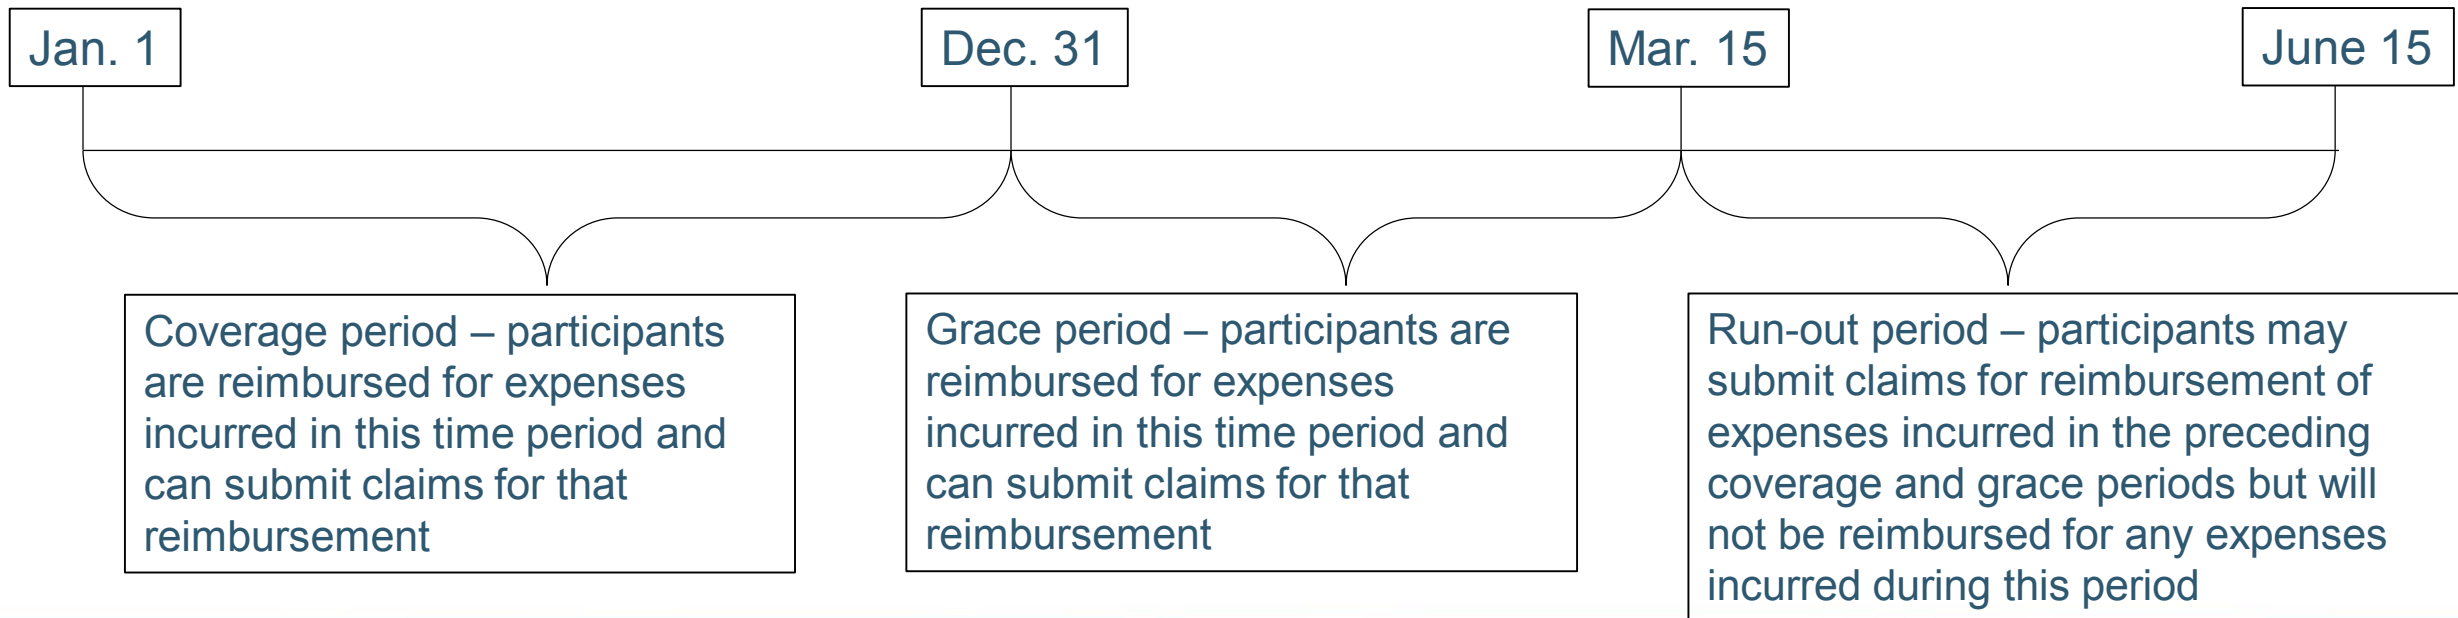 Jan. 1
Dec. 31
Mar. 15
June 15
Coverage period – participants
are reimbursed for expenses
incurred in this time period and
can submit claims for that
reimbursement
Grace period – participants are
reimbursed for expenses
incurred in this time period and
can submit claims for that
reimbursement
Run-out period – participants may
submit claims for reimbursement of
expenses incurred in the preceding
coverage and grace periods but will
not be reimbursed for any expenses
incurred during this period